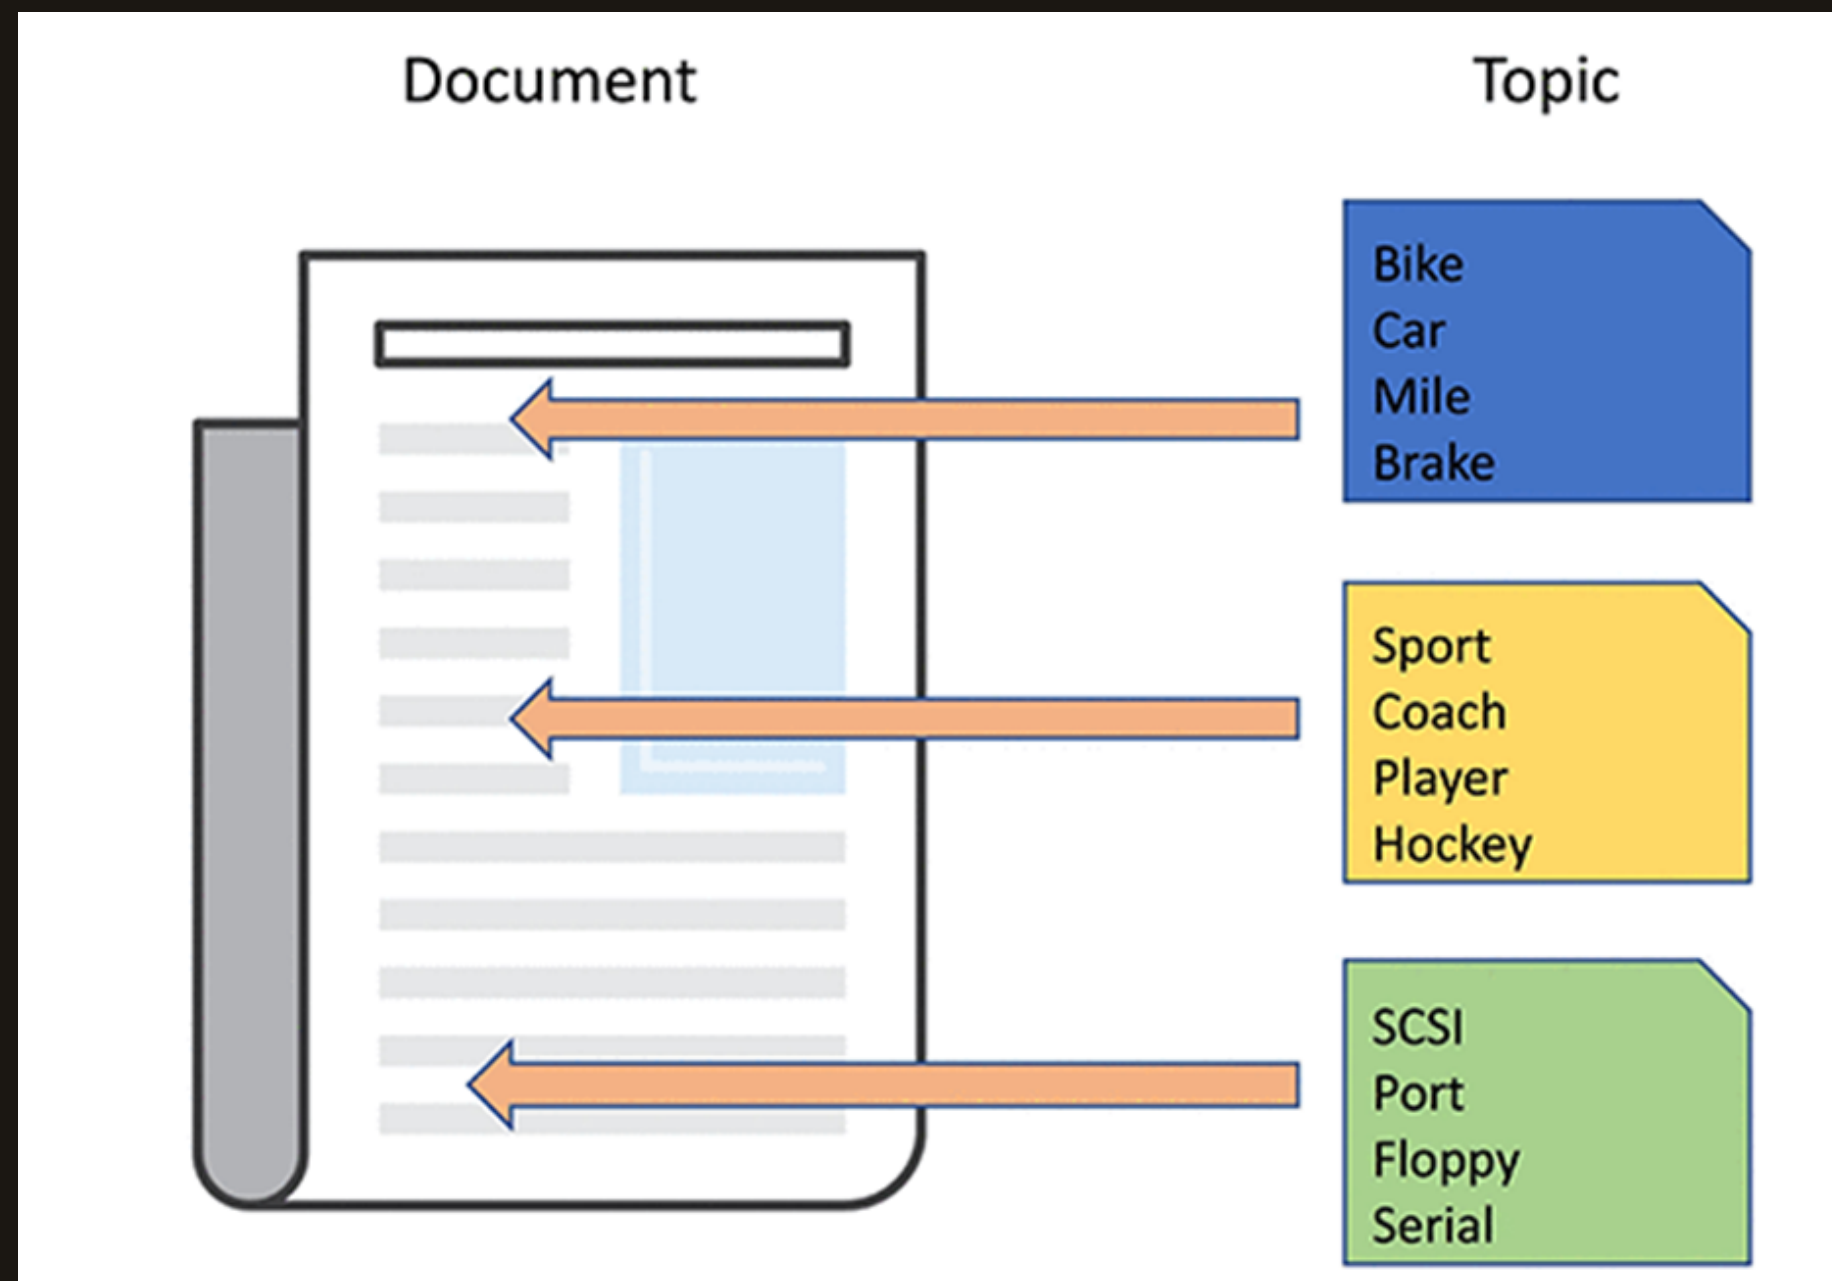 Document
Topic
Bike
Car
Mile
Brake
Sport
Coach
Player
Hockey
SCSI
Port
Floppy
Serial